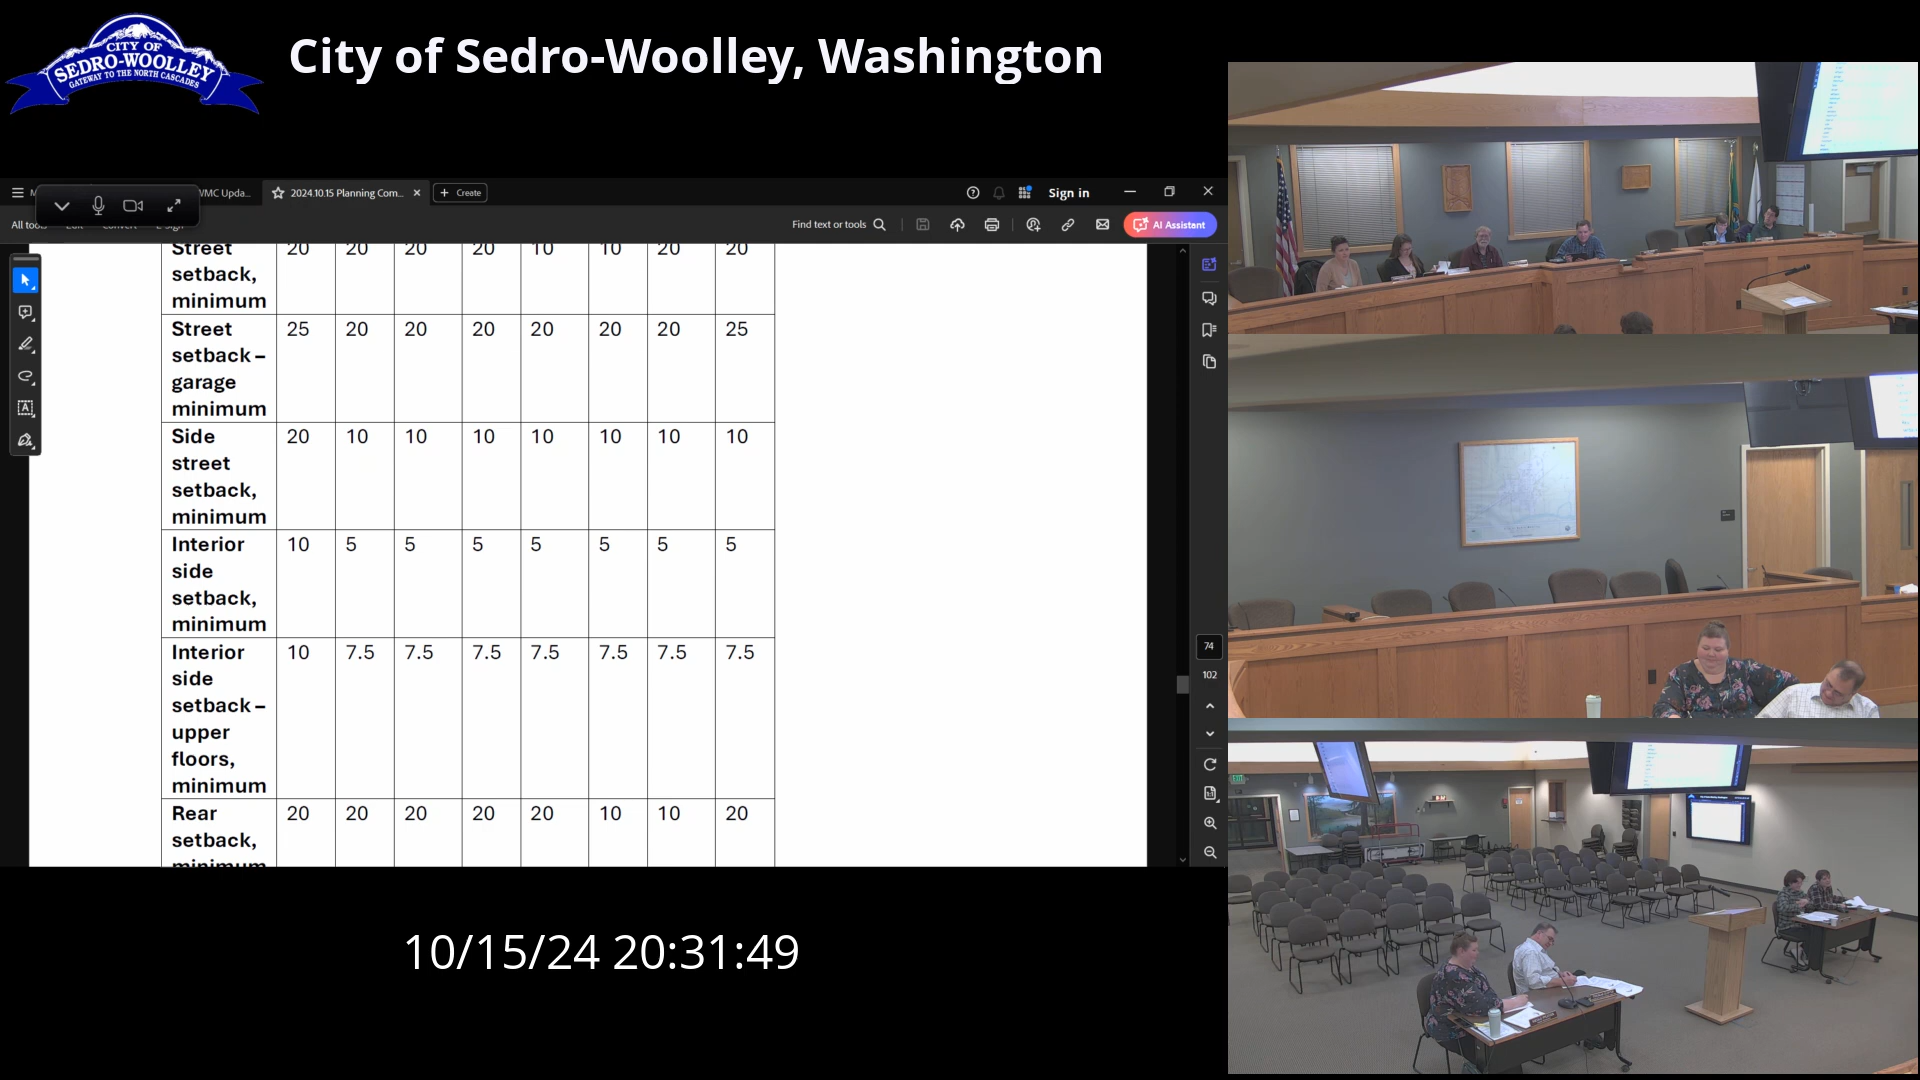 CITY OF
SEDRO-WOOLLEY
GATEWAY TO THE NORTH CASCADES
City of Sedro-Woolley, Washington
WMC Upda...
2024.10.15 Planning Com...
Create
Sign in
All tools
Find text or tools
AI Assistant
Street 20 20 20 20 10 10 20 20
setback,
minimum
Street 25 20 20 20 20 20 20 25
setback –
garage
minimum
Side 20 10 10 10 10 10 10 10
street
setback,
minimum
Interior 10 5 5 5 5 5 5 5
side
setback,
minimum
Interior 10 7.5 7.5 7.5 7.5 7.5 7.5 7.5
side
setback –
upper
floors,
minimum
Rear 20 20 20 20 20 10 10 20
setback,
minimum
74
102
10/15/24 20:31:49